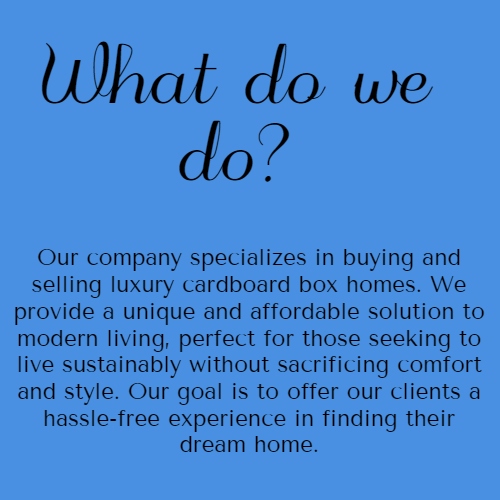 What do we
do?
Our company specializes in buying and
selling luxury cardboard box homes. We
provide a unique and affordable solution to
modern living, perfect for those seeking to
live sustainably without sacrificing comfort
and style. Our goal is to offer our clients a
hassle-free experience in finding their
dream home.